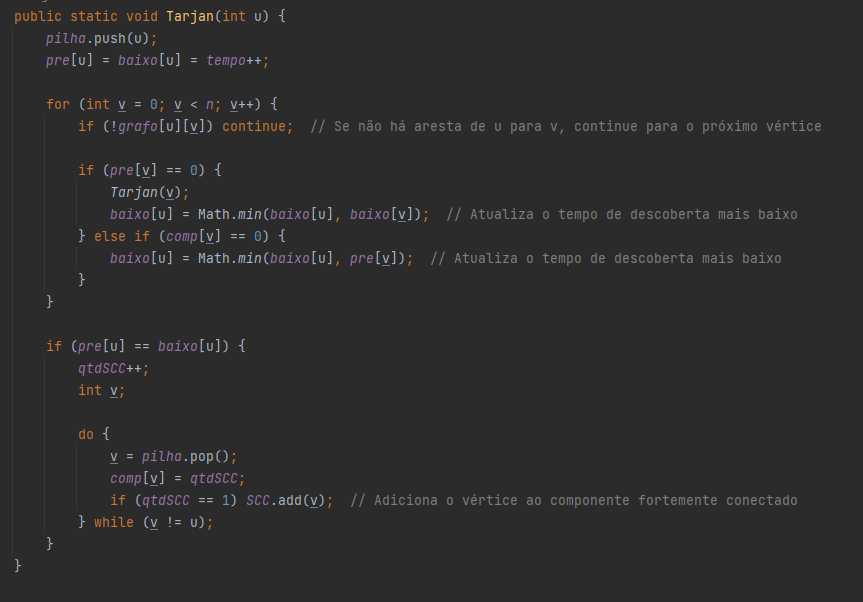 public static void Tarjan(int u) {
    pilha.push(u);
    pre[u] = baixo[u] = tempo++;
    for (int v = 0; v < n; v++) {
        if (!grafo[u][v]) continue;  // Se não há aresta de u para v, continue para o próximo vértice
        if (pre[v] == 0) {
            Tarjan(v);
            baixo[u] = Math.min(baixo[u], baixo[v]);  // Atualiza o tempo de descoberta mais baixo
        } else if (comp[v] == 0) {
            baixo[u] = Math.min(baixo[u], pre[v]);  // Atualiza o tempo de descoberta mais baixo
        }
    }
    if (pre[u] == baixo[u]) {
        qtdSCC++;
        int v;
        do {
            v = pilha.pop();
            comp[v] = qtdSCC;
            if (qtdSCC == 1) SCC.add(v);  // Adiciona o vértice ao componente fortemente conectado
        } while (v != u);
    }
}